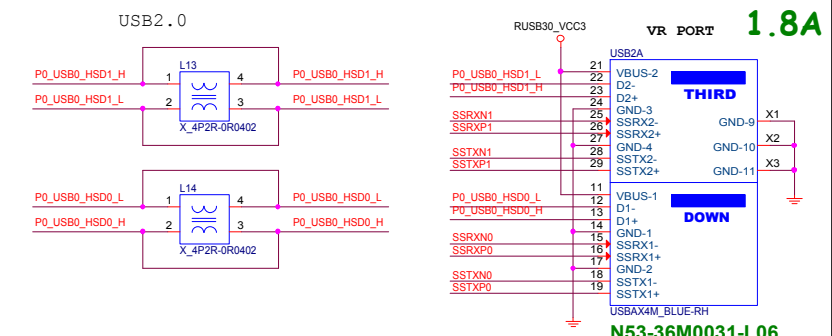 USB2.0
L13
P0_USB0_HSD1_H 1 4 P0_USB0_HSD1_H
P0_USB0_HSD1_L 2 3 P0_USB0_HSD1_L
X_4P2R-0R0402
L14
P0_USB0_HSD0_L 1 4 P0_USB0_HSD0_L
P0_USB0_HSD0_H 2 3 P0_USB0_HSD0_H
X_4P2R-0R0402
RUSB30_VCC3 VR PORT 1.8A
USB2A
21 VBUS-2
P0_USB0_HSD1_L 22 D2-
P0_USB0_HSD1_H 23 D2+
THIRD
24 GND-3
SSRXN1 25 SSRX2- GND-9 X1
SSRXP1 26 SSRX2+
27 GND-4 GND-10 X2
SSTXN1 28 SSTX2-
SSTXP1 29 SSTX2+ GND-11 X3
11 VBUS-1
P0_USB0_HSD0_L 12 D1-
P0_USB0_HSD0_H 13 D1+
DOWN
14 GND-1
SSRXN0 15 SSRX1-
SSRXP0 16 SSRX1+
17 GND-2
SSTXN0 18 SSTX1-
SSTXP0 19 SSTX1+
USBAX4M_BLUE-RH
N53-36M0031-L06